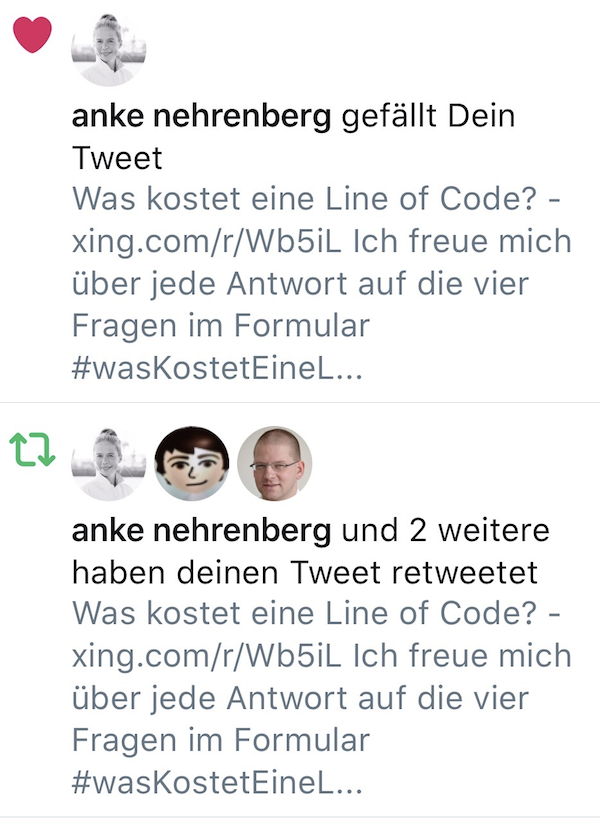 anke nehrenberg gefällt Dein
Tweet
Was kostet eine Line of Code? -
xing.com/r/Wb5iL Ich freue mich
über jede Antwort auf die vier
Fragen im Formular
#wasKostetEineL...
anke nehrenberg und 2 weitere
haben deinen Tweet retweetet
Was kostet eine Line of Code? -
xing.com/r/Wb5iL Ich freue mich
über jede Antwort auf die vier
Fragen im Formular
#wasKostetEineL...